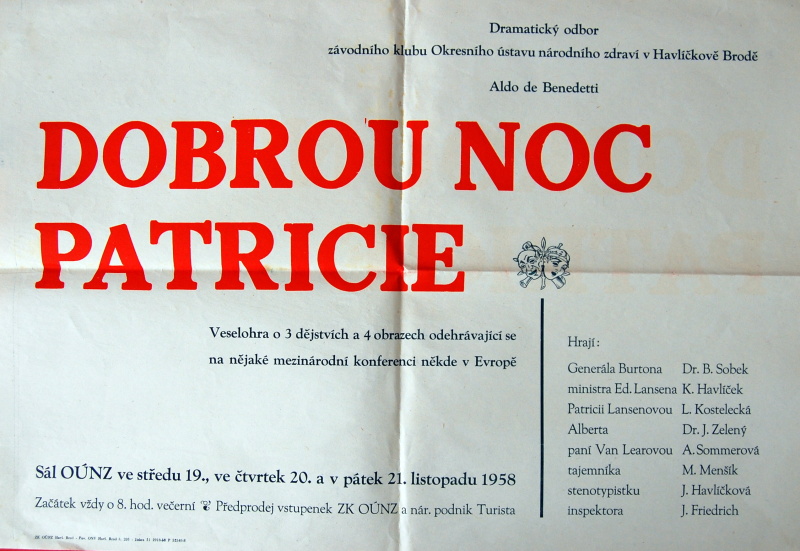 Dramatický odbor
závodního klubu Okresního ústavu národního zdraví v Havlíčkově Brodě
Aldo de Benedetti
DOBROU NOC
PATRICIE
Veselohra o 3 dějstvích a 4 obrazech odehrávající se
na nějaké mezinárodní konferenci někde v Evropě
Hrají:
Generála Burtona Dr. B. Sobek
ministra Ed. Lansena K. Havlíček
Patricii Lansenovou L. Kostelecká
Alberta Dr. J. Zelený
paní Van Learovou A. Sommerová
tajemníka M. Menšík
stenotypistku J. Havlíčková
inspektora J. Friedrich
Sál OÚNZ ve středu 19., ve čtvrtek 20. a v pátek 21. listopadu 1958
Začátek vždy o 8. hod. večerní Předprodej vstupenek ZK OÚNZ a nár. podnik Turista
ZK OÚNZ Havl. Brod